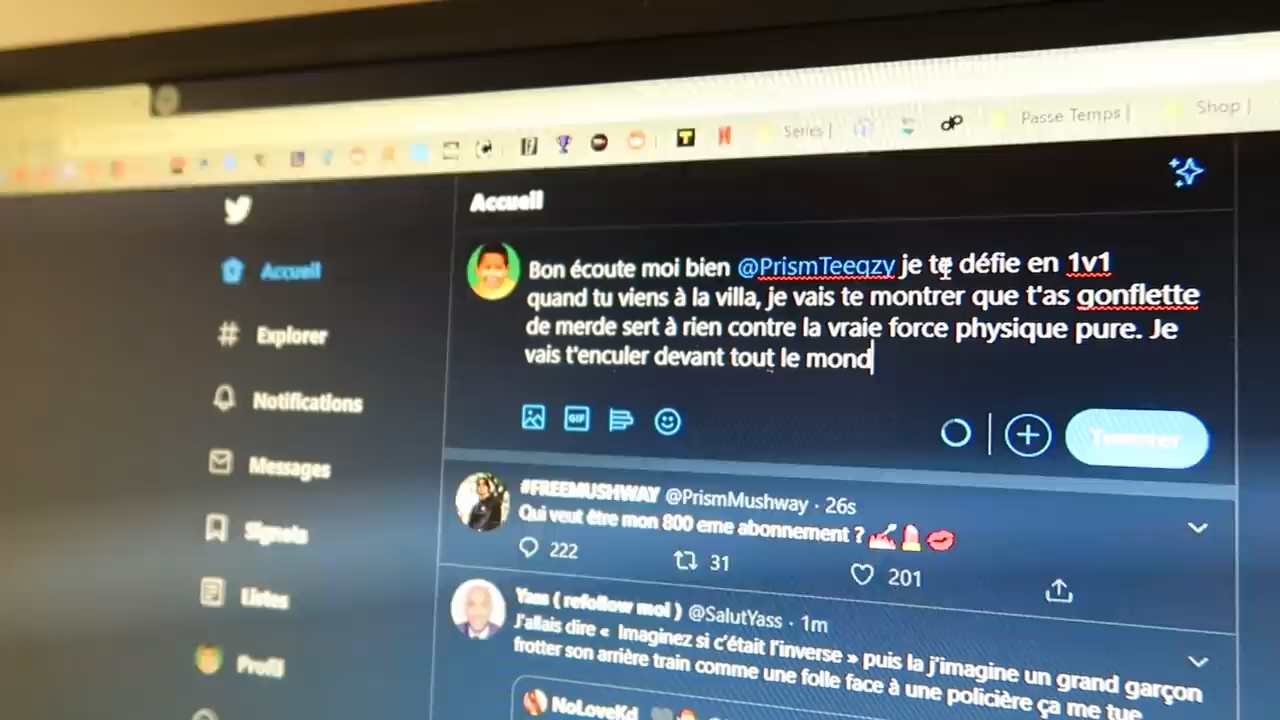 Series |
Passe Temps |
Shop |
Accueil
Accueil
Explorer
Notifications
Messages
Signets
Listes
Profil
Bon écoute moi bien @PrismTeeqzy je te défie en 1v1
quand tu viens à la villa, je vais te montrer que t'as gonflette
de merde sert à rien contre la vraie force physique pure. Je
vais t'enculer devant tout le mond
GIF
Tweeter
#FREEMUSHWAY @PrismMushway · 26s
Qui veut être mon 800 eme abonnement ?
222
31
201
Yass ( refollow moi ) @SalutYass · 1m
J'allais dire « Imaginez si c'était l'inverse » puis la j'imagine un grand garçon
frotter son arrière train comme une folle face à une policière ça me tue
NoLoveKd